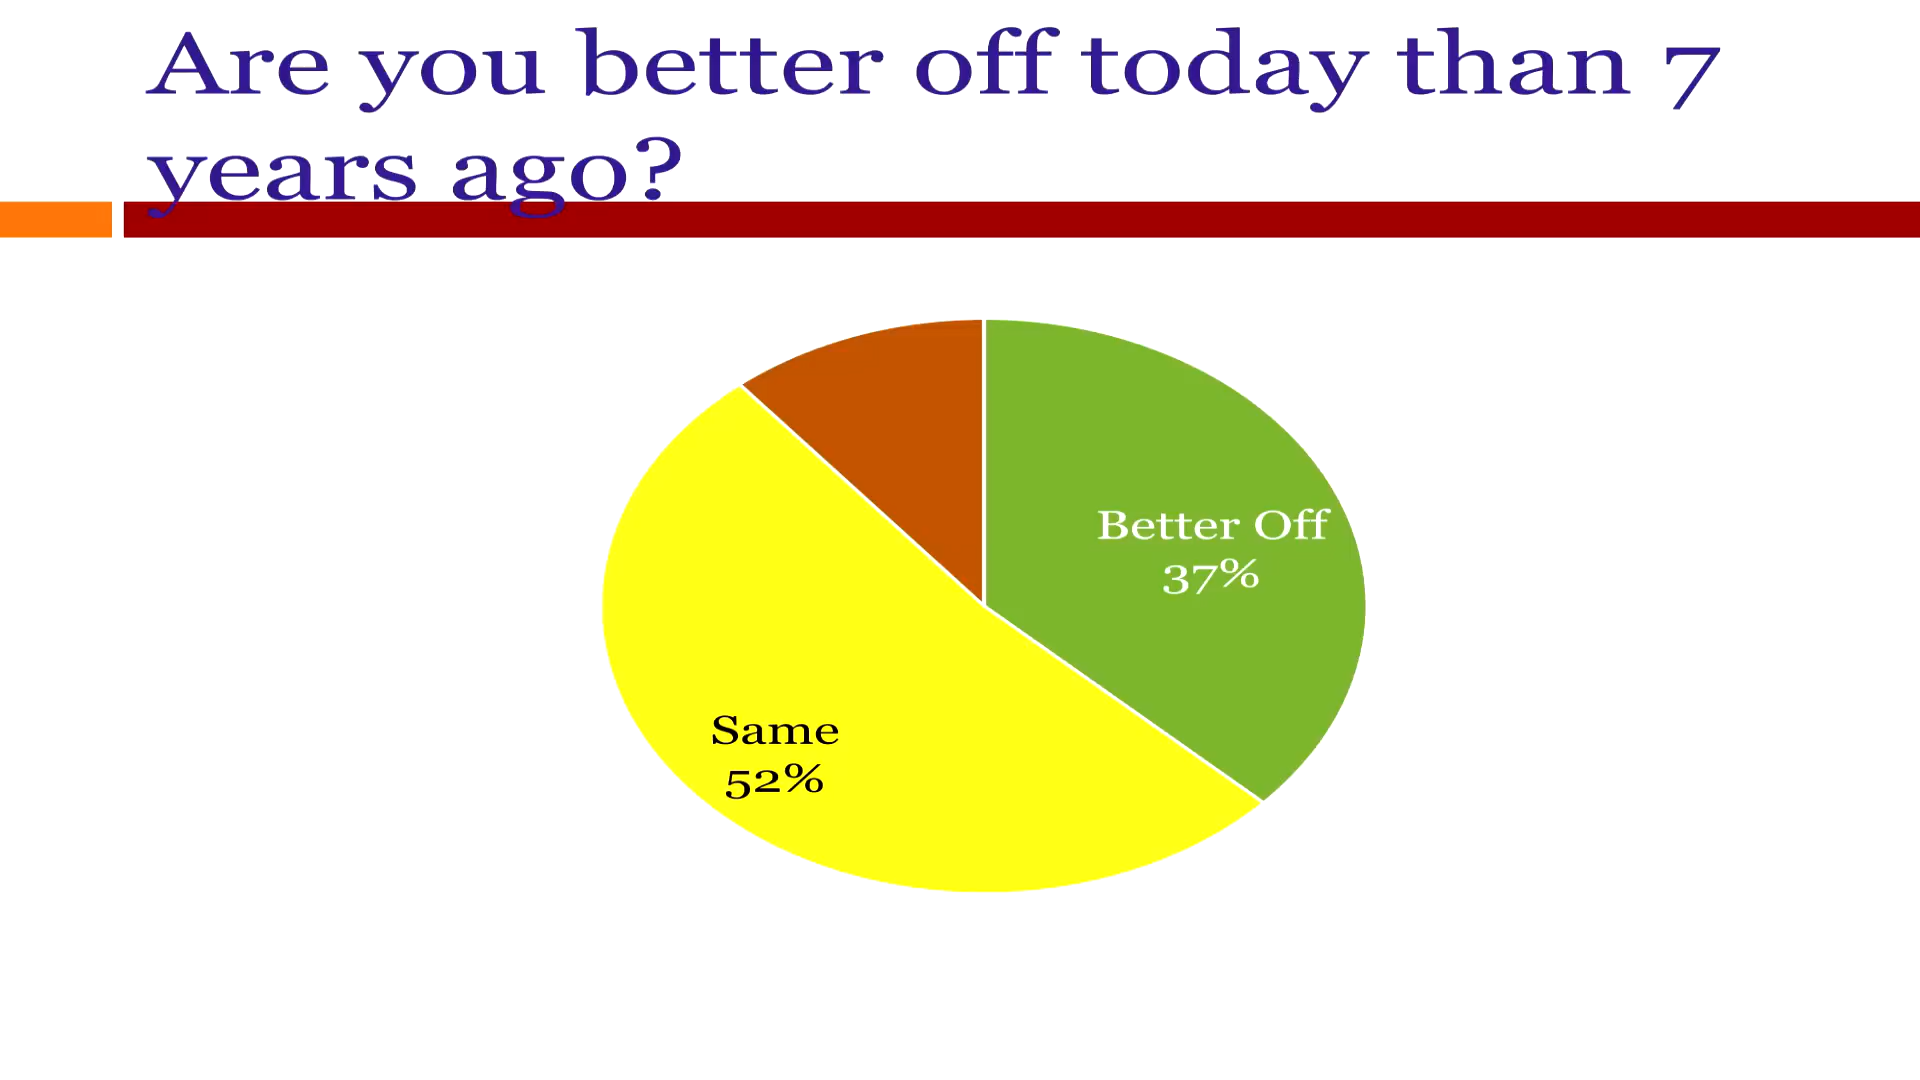 Are you better off today than 7
years ago?
Better Off
37%
Same
52%